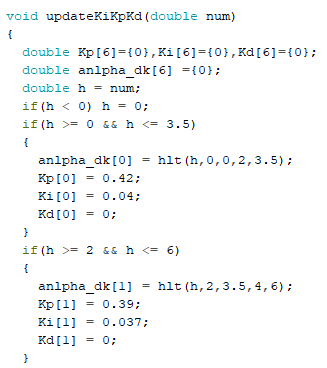 void updateKiKpKd(double num)
{
  double Kp[6]={0},Ki[6]={0},Kd[6]={0};
  double anlpha_dk[6] ={0};
  double h = num;
  if(h < 0) h = 0;
  if(h >= 0 && h <= 3.5)
  {
    anlpha_dk[0] = hlt(h,0,0,2,3.5);
    Kp[0] = 0.42;
    Ki[0] = 0.04;
    Kd[0] = 0;
  }
  if(h >= 2 && h <= 6)
  {
    anlpha_dk[1] = hlt(h,2,3.5,4,6);
    Kp[1] = 0.39;
    Ki[1] = 0.037;
    Kd[1] = 0;
  }